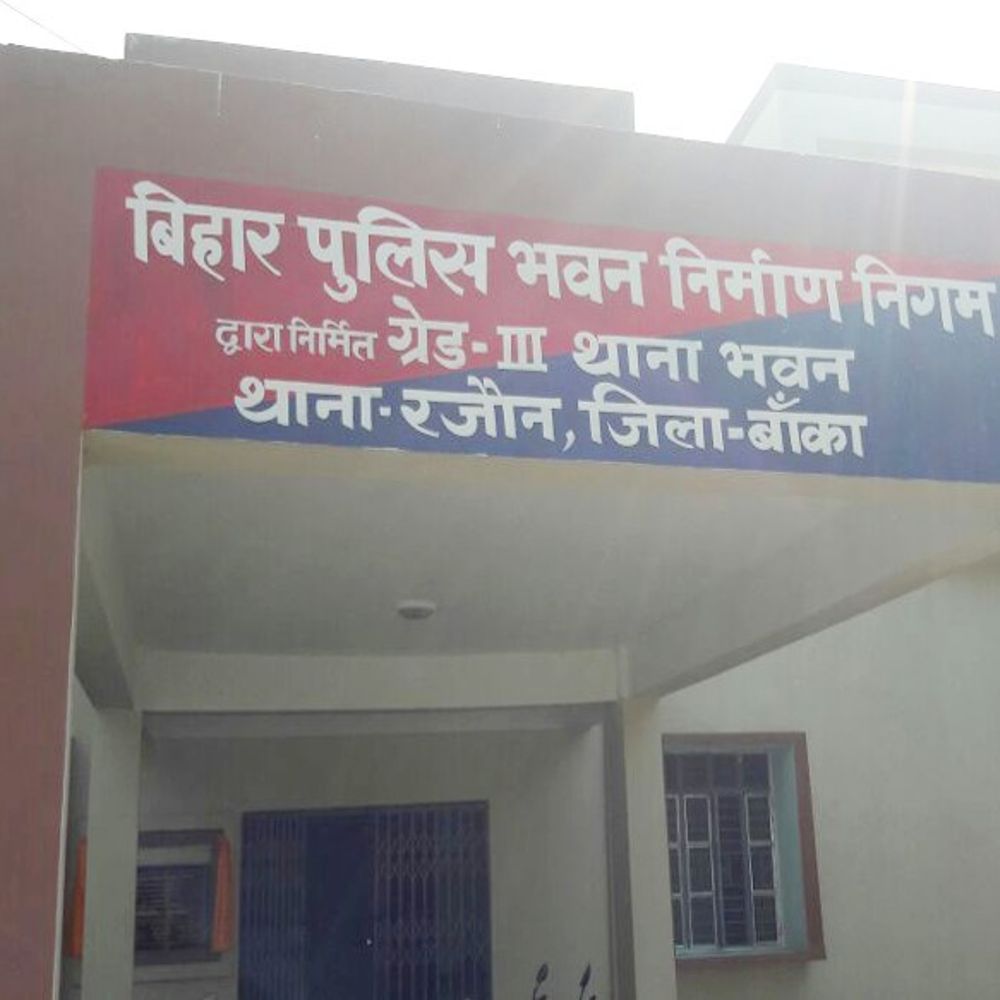 बिहार पुलिस भवन निर्माण निगम
द्वारा निर्मित ग्रेड-III थाना भवन
थाना-रजौन, जिला-बाँका